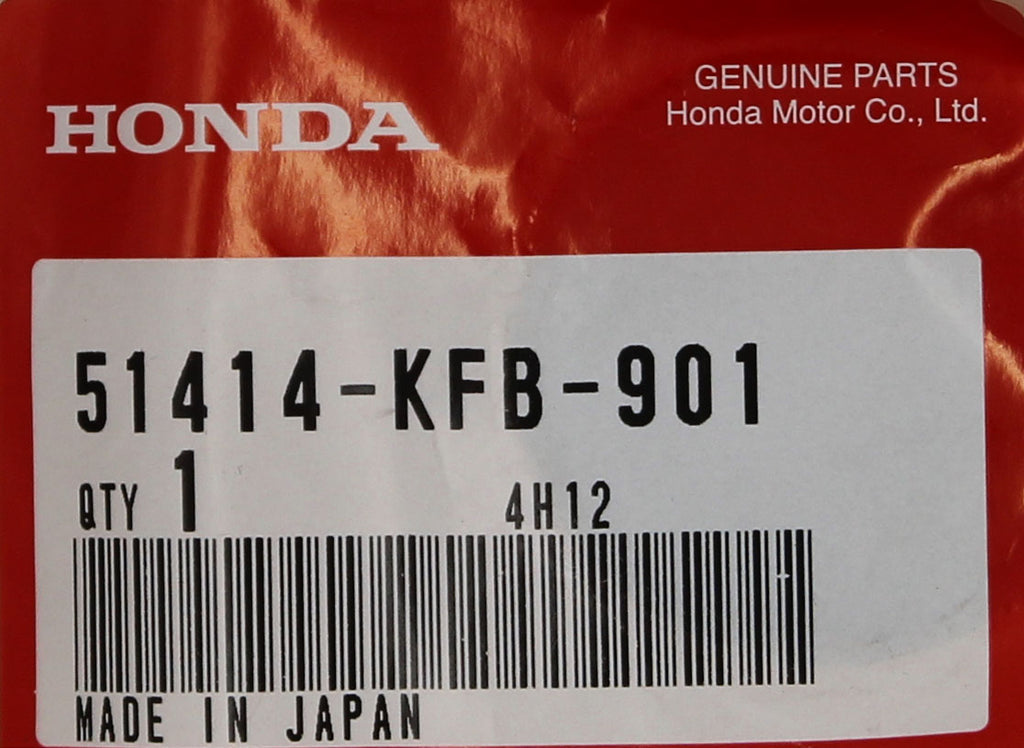 HONDA
GENUINE PARTS
Honda Motor Co., Ltd.
51414-KFB-901
QTY 1 4H12
MADE IN JAPAN